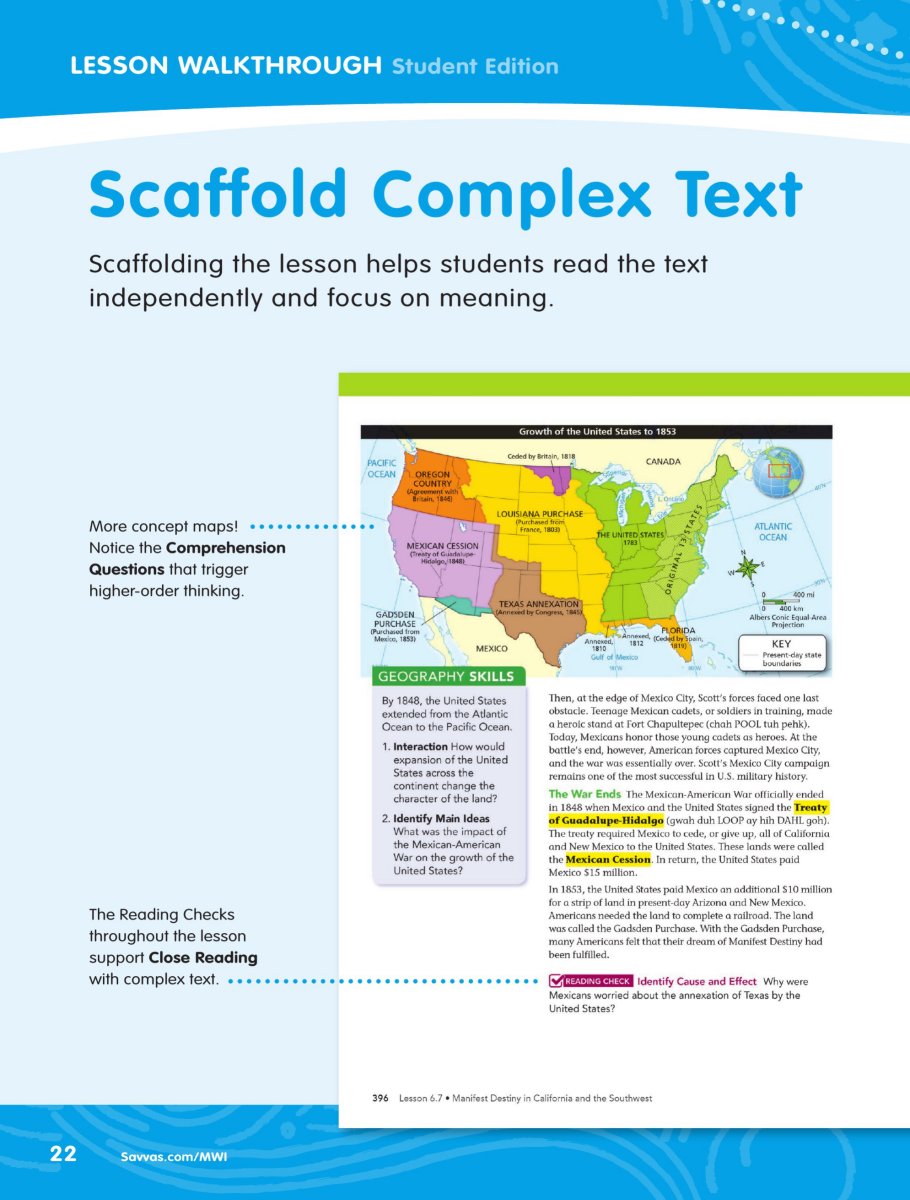 LESSON WALKTHROUGH Student Edition
Scaffold Complex Text
Scaffolding the lesson helps students read the text
independently and focus on meaning.
More concept maps!
Notice the Comprehension
Questions that trigger
higher-order thinking.
The Reading Checks
throughout the lesson
support Close Reading
with complex text.
Growth of the United States to 1853
PACIFIC
OCEAN
OREGON
COUNTRY
(Agreement with
Britain, 1846)
Ceded by Britain, 1818
CANADA
L. Ontario
LOUISIANA PURCHASE
(Purchased from
France, 1803)
THE UNITED STATES
1783
ORIGINAL 13 STATES
ATLANTIC
OCEAN
MEXICAN CESSION
(Treaty of Guadalupe-
Hidalgo, 1848)
N
W
E
S
40°N
30°N
GADSDEN
PURCHASE
(Purchased from
Mexico, 1853)
TEXAS ANNEXATION
(Annexed by Congress, 1845)
MEXICO
Annexed,
1810
Annexed,
1812
FLORIDA
(Ceded by Spain,
1819)
Gulf of Mexico
90°W
80°W
0 400 mi
0 400 km
Albers Conic Equal-Area
Projection
KEY
Present-day state
boundaries
GEOGRAPHY SKILLS
By 1848, the United States
extended from the Atlantic
Ocean to the Pacific Ocean.
1. Interaction How would
expansion of the United
States across the
continent change the
character of the land?
2. Identify Main Ideas
What was the impact of
the Mexican-American
War on the growth of the
United States?
Then, at the edge of Mexico City, Scott's forces faced one last
obstacle. Teenage Mexican cadets, or soldiers in training, made
a heroic stand at Fort Chapultepec (chah POOL tuh pehk).
Today, Mexicans honor those young cadets as heroes. At the
battle's end, however, American forces captured Mexico City,
and the war was essentially over. Scott's Mexico City campaign
remains one of the most successful in U.S. military history.
The War Ends The Mexican-American War officially ended
in 1848 when Mexico and the United States signed the Treaty
of Guadalupe-Hidalgo (gwah duh LOOP ay hih DAHL goh).
The treaty required Mexico to cede, or give up, all of California
and New Mexico to the United States. These lands were called
the Mexican Cession. In return, the United States paid
Mexico $15 million.
In 1853, the United States paid Mexico an additional $10 million
for a strip of land in present-day Arizona and New Mexico.
Americans needed the land to complete a railroad. The land
was called the Gadsden Purchase. With the Gadsden Purchase,
many Americans felt that their dream of Manifest Destiny had
been fulfilled.
READING CHECK Identify Cause and Effect Why were
Mexicans worried about the annexation of Texas by the
United States?
396 Lesson 6.7 • Manifest Destiny in California and the Southwest
22 Savvas.com/MWI